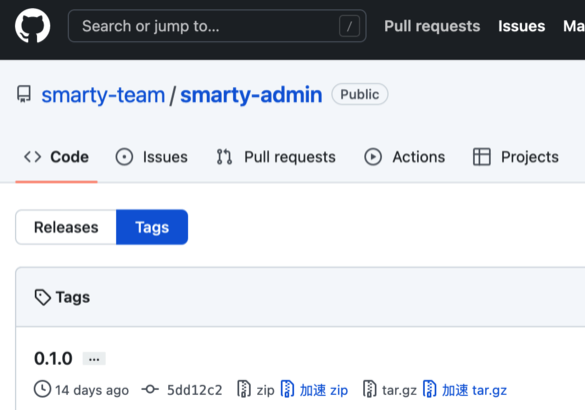 Search or jump to... / Pull requests Issues Ma
smarty-team / smarty-admin Public
<> Code Issues Pull requests Actions Projects
Releases Tags
Tags
0.1.0 ...
14 days ago 5dd12c2 zip 加速 zip tar.gz 加速 tar.gz